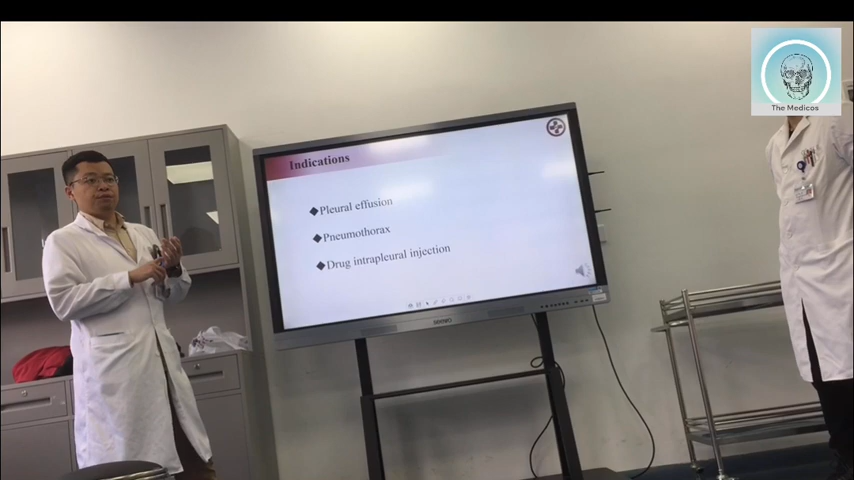 The Medicos
Indications
◆Pleural effusion
◆Pneumothorax
◆Drug intrapleural injection